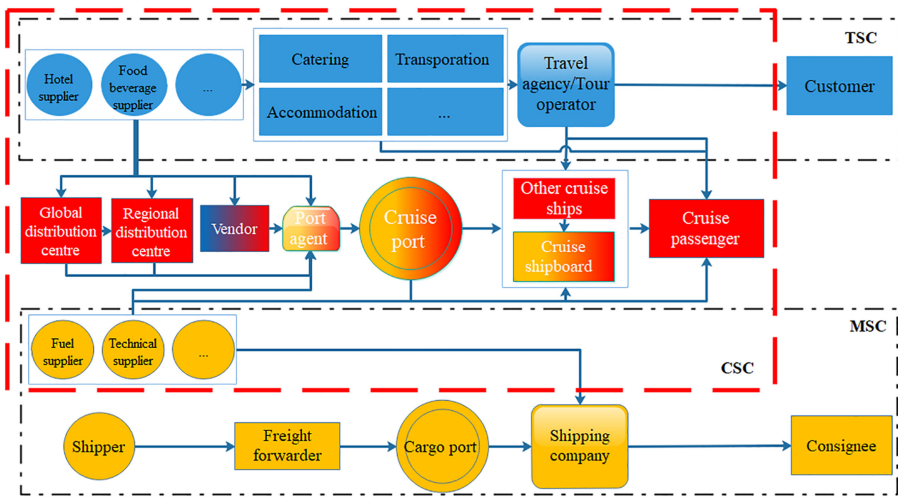 TSC
Hotel
supplier
Food
beverage
supplier
...
Catering
Transporation
Accommodation
...
Travel
agency/Tour
operator
Customer
Global
distribution
centre
Regional
distribution
centre
Vendor
Port
agent
Cruise
port
Other cruise
ships
Cruise
shipboard
Cruise
passenger
MSC
Fuel
supplier
Technical
supplier
...
CSC
Shipper
Freight
forwarder
Cargo port
Shipping
company
Consignee